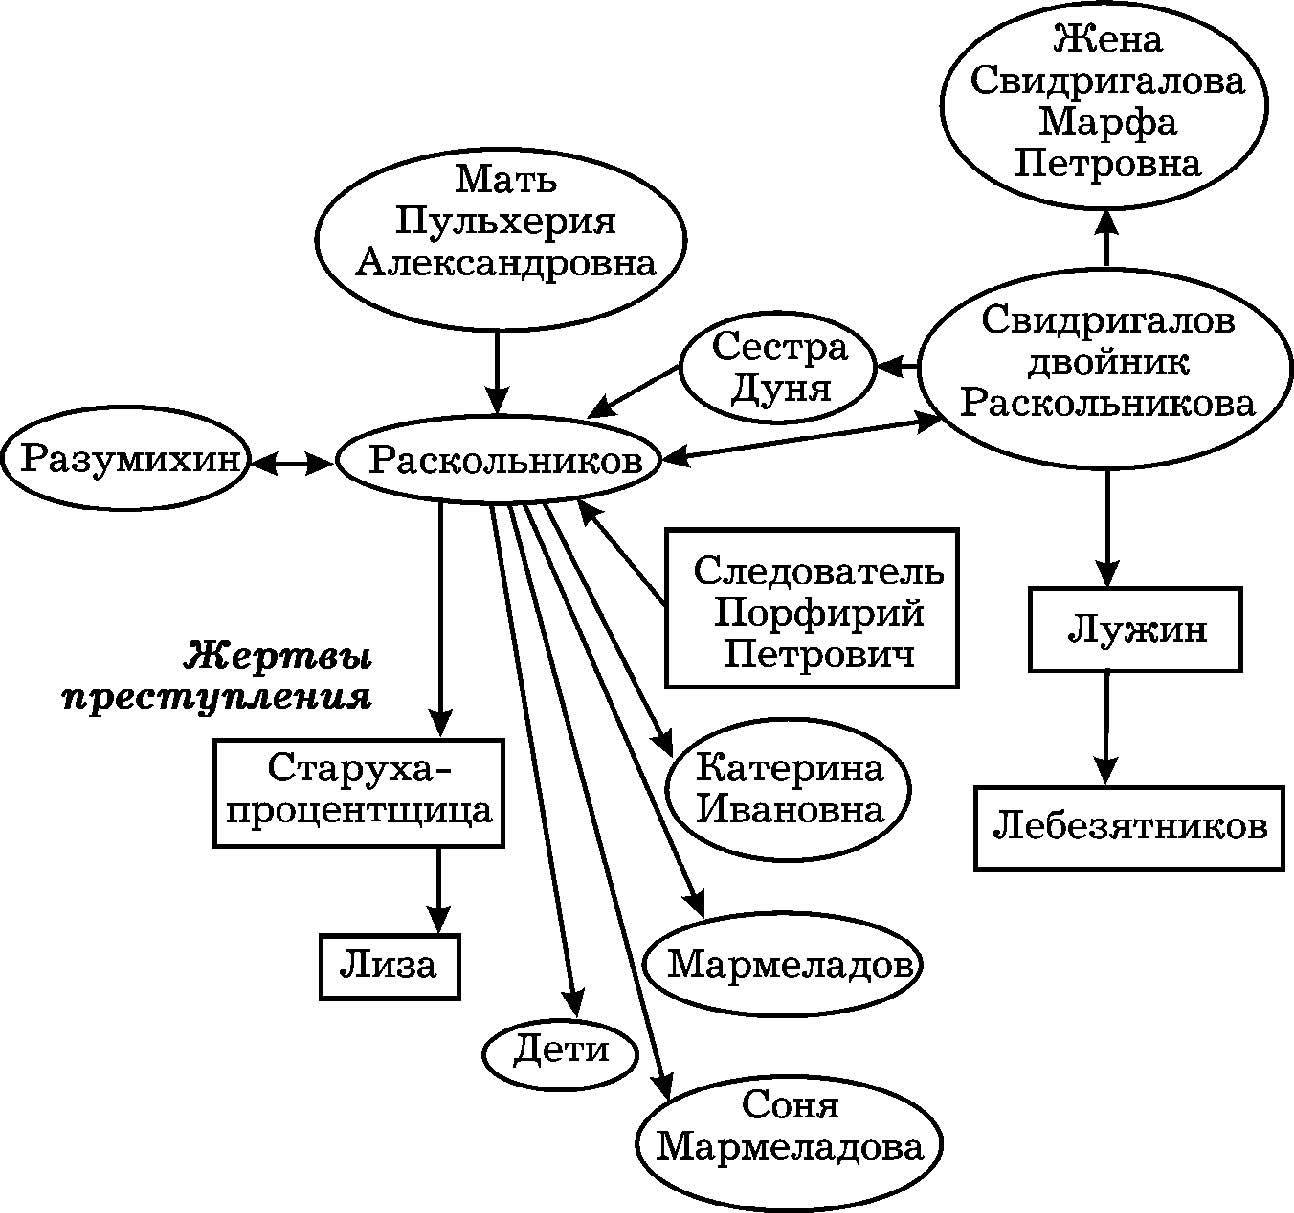 Жена
Свидригалова
Марфа
Петровна
Мать
Пульхерия
Александровна
Сестра
Дуня
Свидригалов
двойник
Раскольникова
Разумихин
Раскольников
Следователь
Порфирий
Петрович
Лужин
Жертвы
преступления
Старуха-
процентщица
Катерина
Ивановна
Лебезятников
Лиза
Мармеладов
Дети
Соня
Мармеладова